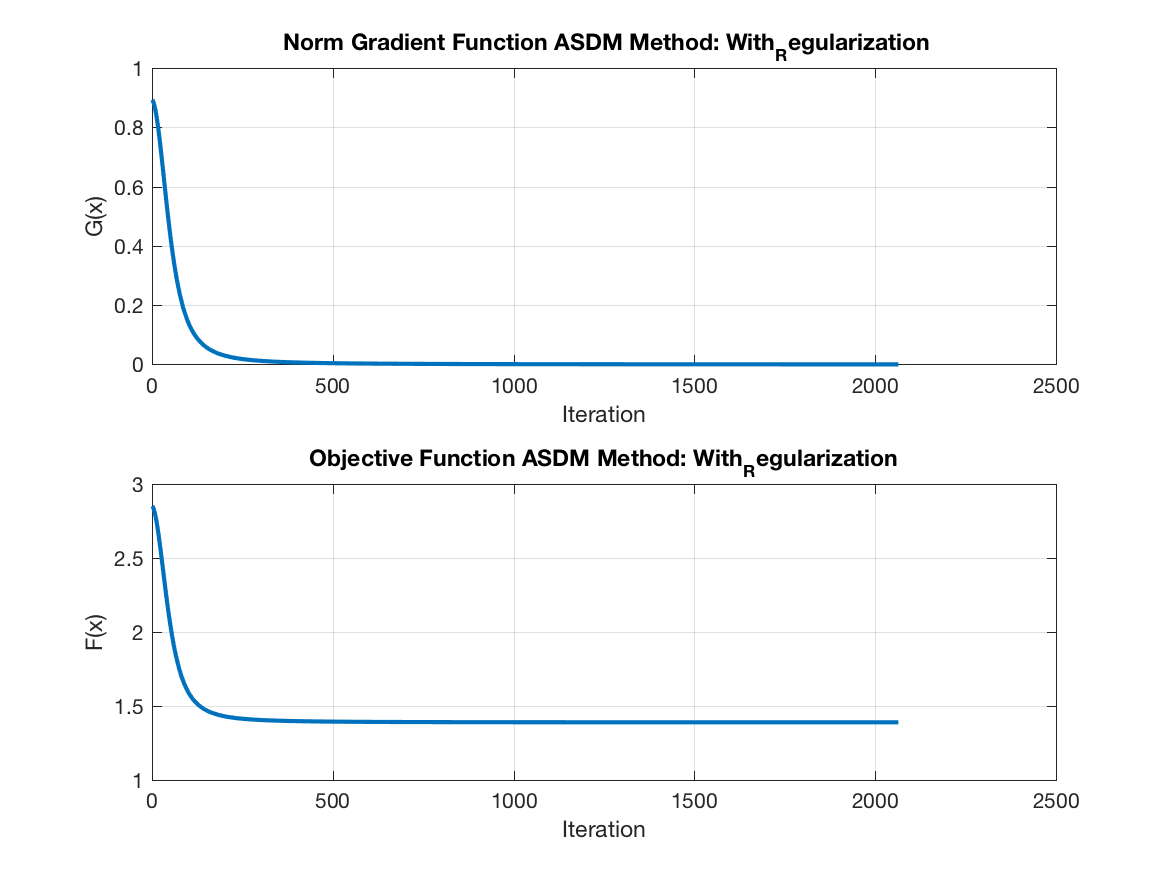 Norm Gradient Function ASDM Method: With_Regularization
1
0.8
0.6
0.4
0.2
0
G(x)
0 500 1000 1500 2000 2500
Iteration
Objective Function ASDM Method: With_Regularization
3
2.5
2
1.5
1
F(x)
0 500 1000 1500 2000 2500
Iteration